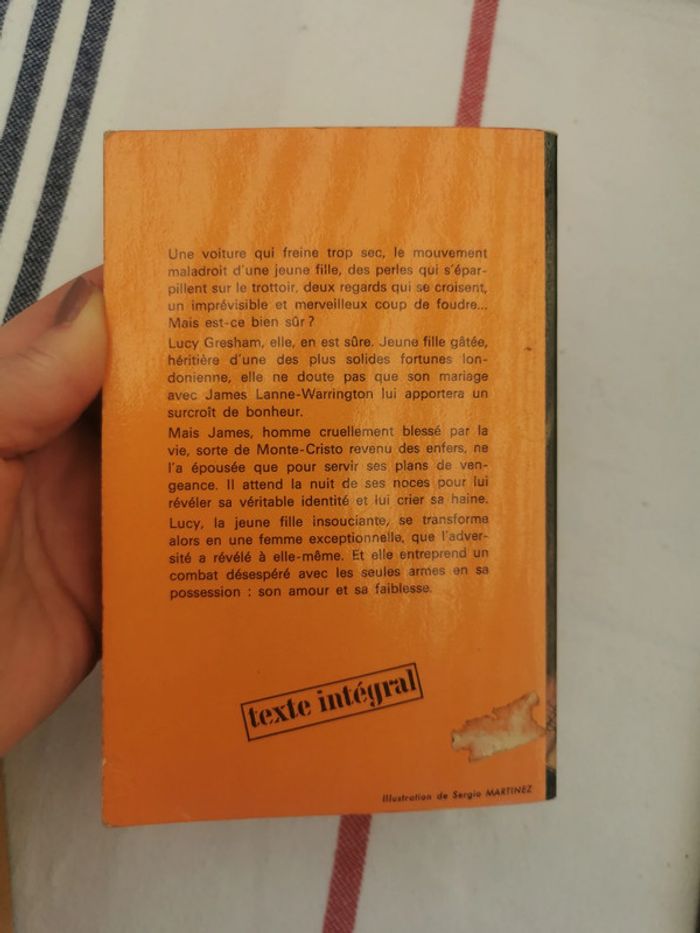 Une voiture qui freine trop sec, le mouvement
maladroit d'une jeune fille, des perles qui s'épar-
pillent sur le trottoir, deux regards qui se croisent,
un imprévisible et merveilleux coup de foudre...
Mais est-ce bien sûr ?
Lucy Gresham, elle, en est sûre. Jeune fille gâtée,
héritière d'une des plus solides fortunes lon-
donienne, elle ne doute pas que son mariage
avec James Lanne-Warrington lui apportera un
surcroît de bonheur.
Mais James, homme cruellement blessé par la
vie, sorte de Monte-Cristo revenu des enfers, ne
l'a épousée que pour servir ses plans de ven-
geance. Il attend la nuit de ses noces pour lui
révéler sa véritable identité et lui crier sa haine.
Lucy, la jeune fille insouciante, se transforme
alors en une femme exceptionnelle, que l'adver-
sité a révélé à elle-même. Et elle entreprend un
combat désespéré avec les seules armes en sa
possession : son amour et sa faiblesse.
texte intégral
Illustration de Sergio MARTINEZ